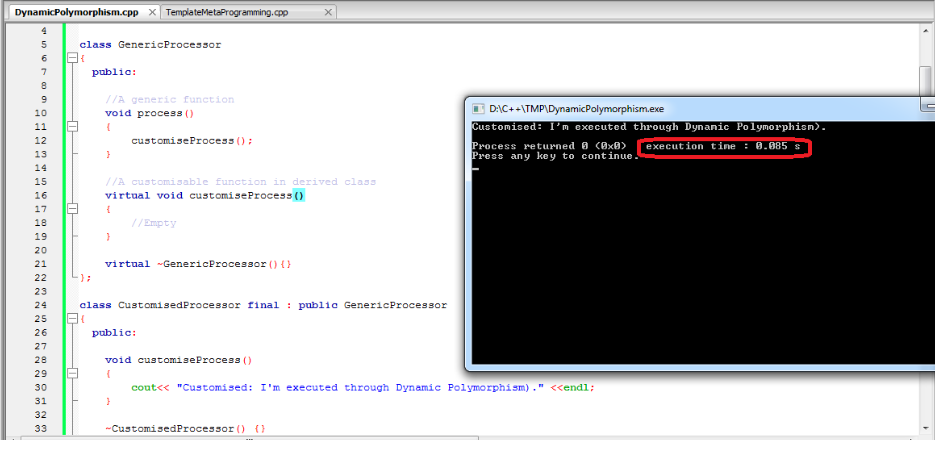 DynamicPolymorphism.cpp TemplateMetaProgramming.cpp
4
5 class GenericProcessor
6 {
7 public:
8
9 //A generic function
10 void process()
11 {
12 customiseProcess();
13 }
14
15 //A customisable function in derived class
16 virtual void customiseProcess()
17 {
18 //Empty
19 }
20
21 virtual ~GenericProcessor(){}
22 };
23
24 class CustomisedProcessor final : public GenericProcessor
25 {
26 public:
27
28 void customiseProcess()
29 {
30 cout<< "Customised: I'm executed through Dynamic Polymorphism)." <<endl;
31 }
32
33 ~CustomisedProcessor() {}
D:\C++\TMP\DynamicPolymorphism.exe
Customised: I'm executed through Dynamic Polymorphism).
Process returned 0 (0x0) execution time : 0.085 s
Press any key to continue.